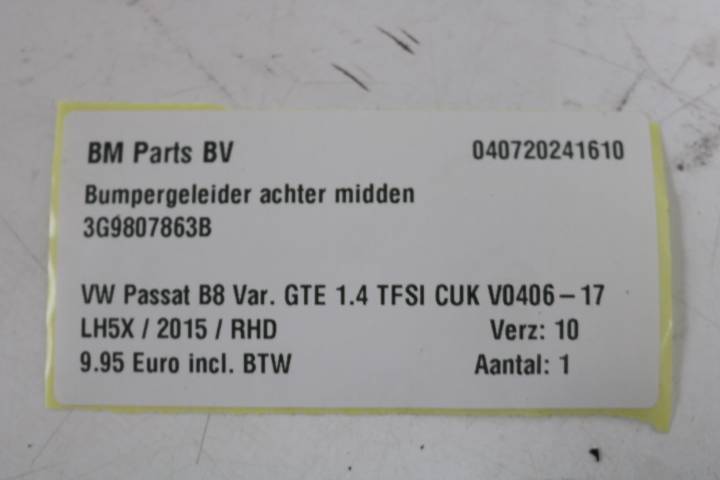 BM Parts BV 040720241610
Bumpergeleider achter midden
3G9807863B
VW Passat B8 Var. GTE 1.4 TFSI CUK V0406-17
LH5X / 2015 / RHD Verz: 10
9.95 Euro incl. BTW Aantal: 1